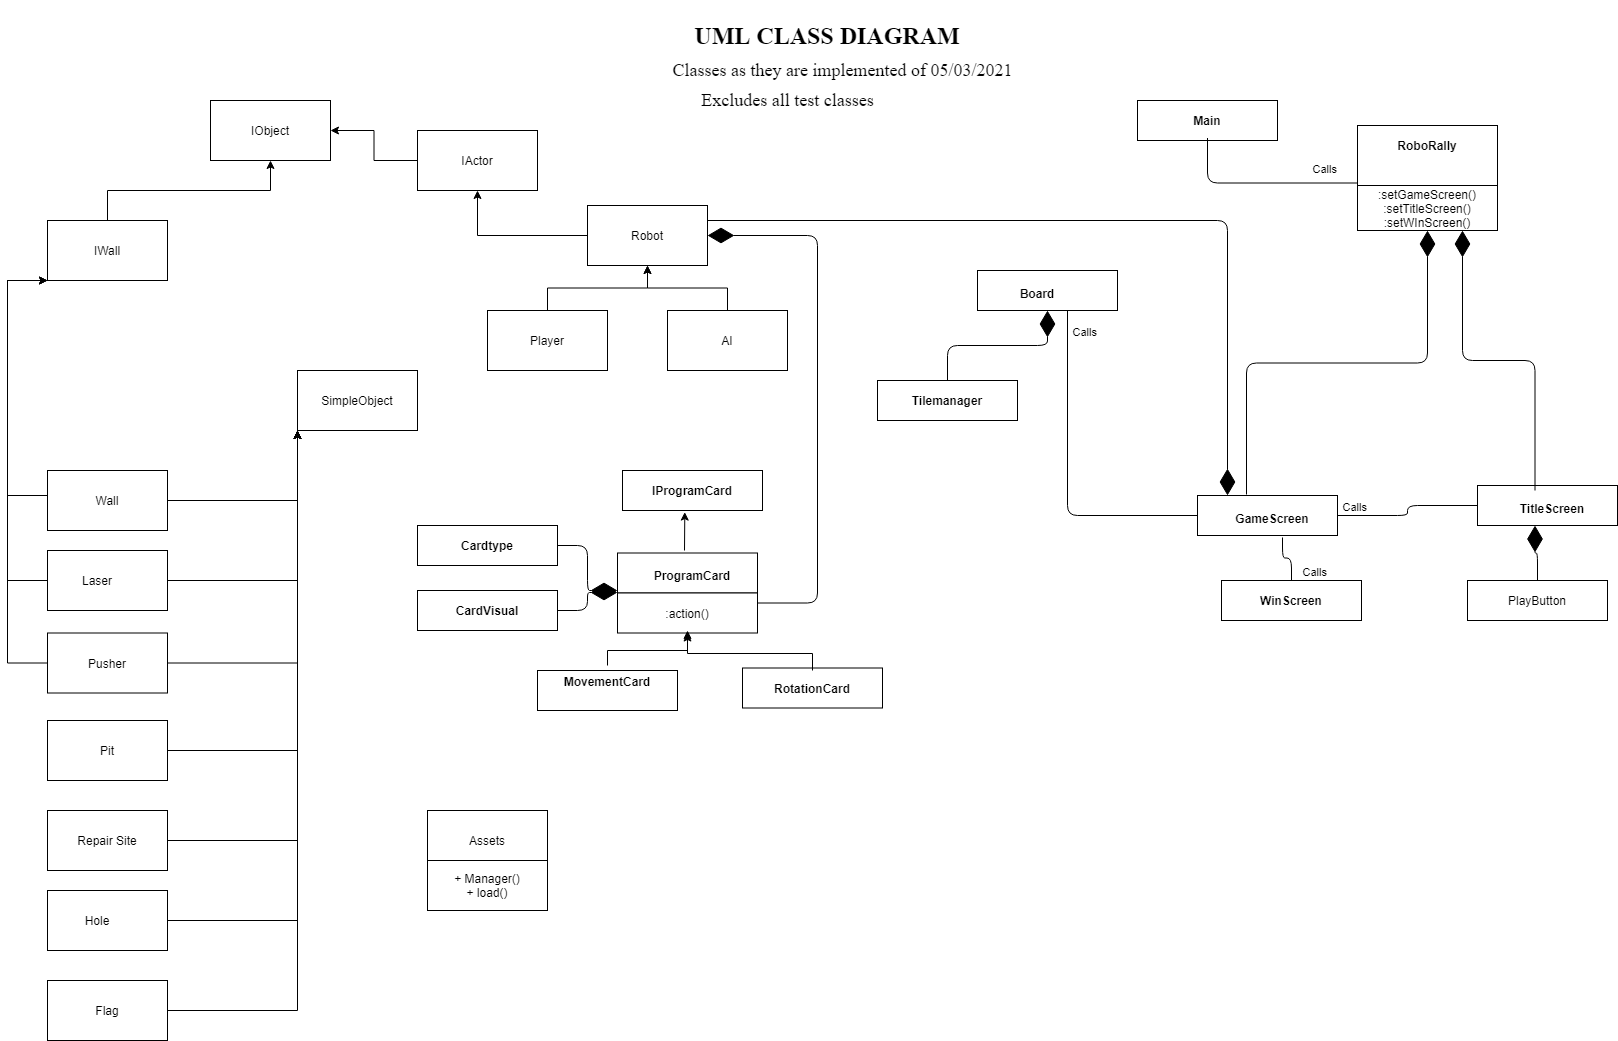 UML CLASS DIAGRAM
Classes as they are implemented of 05/03/2021
Excludes all test classes
IObject
IActor
Main
RoboRally
Calls
:setGameScreen()
:setTitleScreen()
:setWInScreen()
IWall
Robot
Board
Calls
Player
AI
SimpleObject
Tilemanager
Wall
IProgramCard
Calls
GameScreen
TitleScreen
Cardtype
Laser
ProgramCard
Calls
CardVisual
:action()
WinScreen
PlayButton
Pusher
MovementCard
RotationCard
Pit
Repair Site
Assets
+ Manager()
+ load()
Hole
Flag